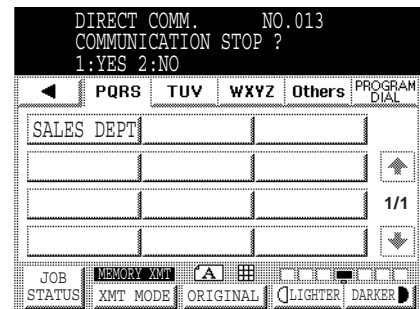 DIRECT COMM. NO.013
COMMUNICATION STOP ?
1:YES 2:NO
PQRS TUV WXYZ Others PROGRAM DIAL
SALES DEPT
1/1
JOB STATUS
MEMORY XMT
A
XMT MODE ORIGINAL LIGHTER DARKER